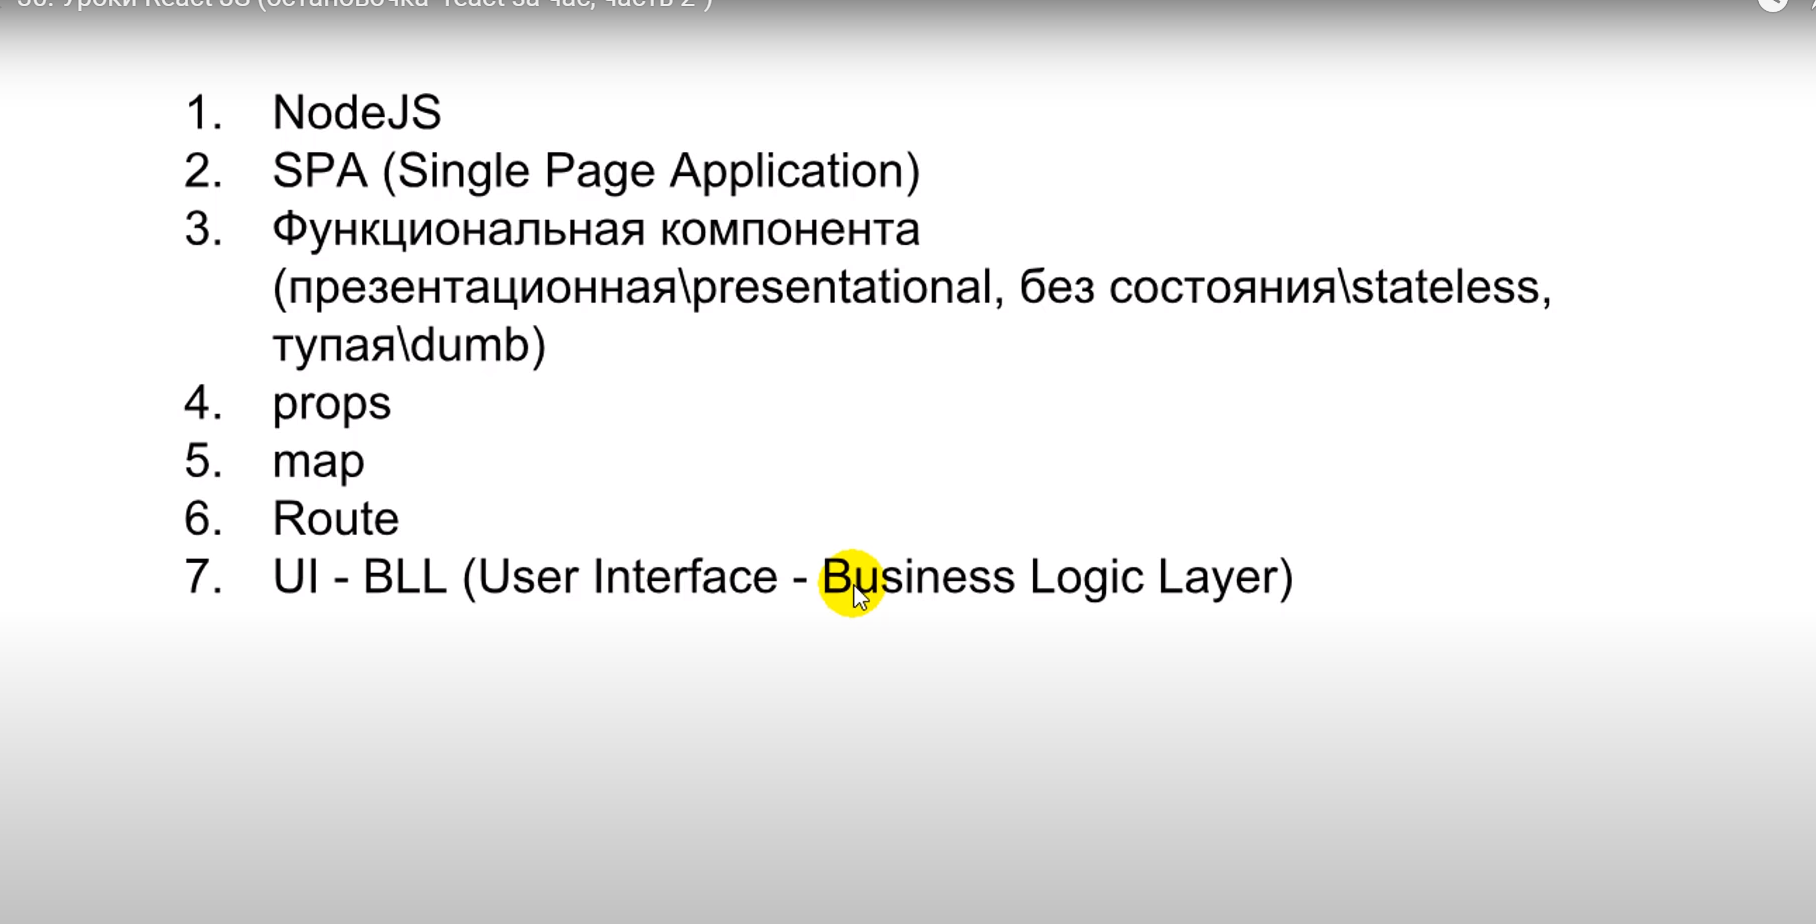 30. Уроки React JS (остановочка "react за час, часть 2")
1. NodeJS
2. SPA (Single Page Application)
3. Функциональная компонента
(презентационная\presentational, без состояния\stateless,
тупая\dumb)
4. props
5. map
6. Route
7. UI - BLL (User Interface - Business Logic Layer)